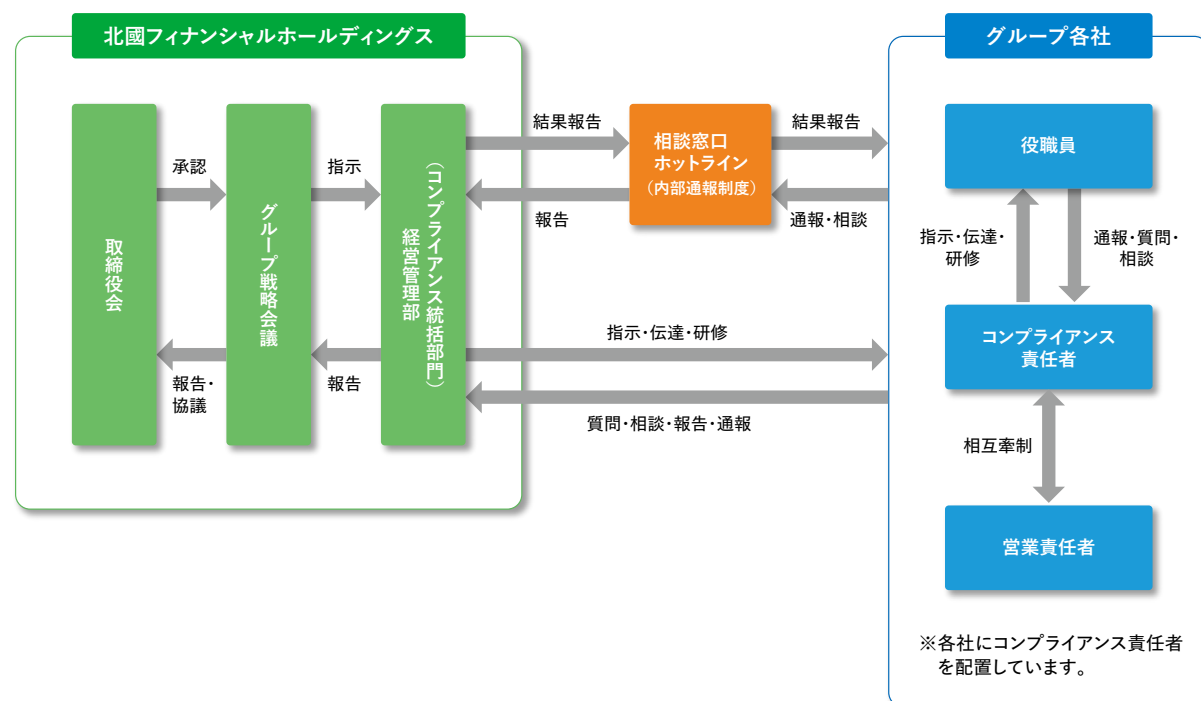 北國フィナンシャルホールディングス
取締役会
承認
報告・
協議
グループ戦略会議
指示
報告
経営管理部
（コンプライアンス統括部門）
結果報告
報告
相談窓口
ホットライン
（内部通報制度）
結果報告
通報・相談
指示・伝達・研修
質問・相談・報告・通報
グループ各社
役職員
指示・伝達・
研修
通報・質問・
相談
コンプライアンス
責任者
相互牽制
営業責任者
※各社にコンプライアンス責任者
を配置しています。